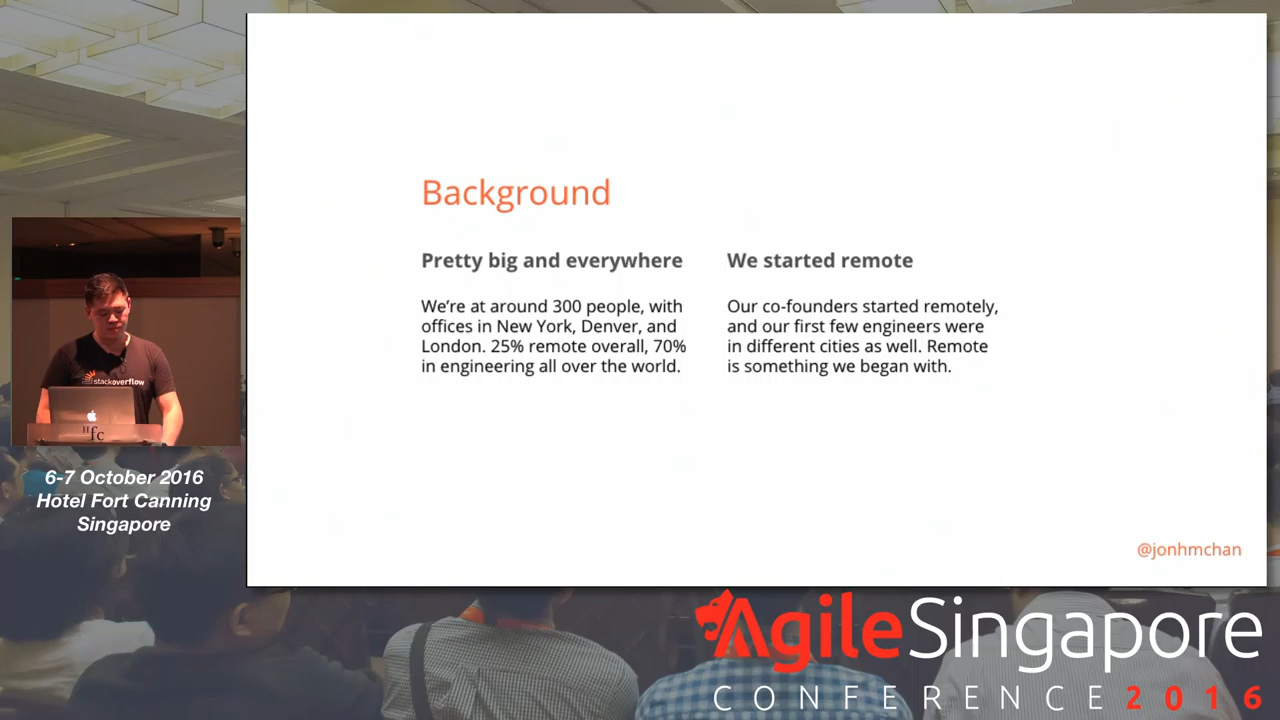 Background
Pretty big and everywhere
We're at around 300 people, with
offices in New York, Denver, and
London. 25% remote overall, 70%
in engineering all over the world.
We started remote
Our co-founders started remotely,
and our first few engineers were
in different cities as well. Remote
is something we began with.
@jonhmchan
stackoverflow
fc
6-7 October 2016
Hotel Fort Canning
Singapore
AgileSingapore
CONFERENCE 2016